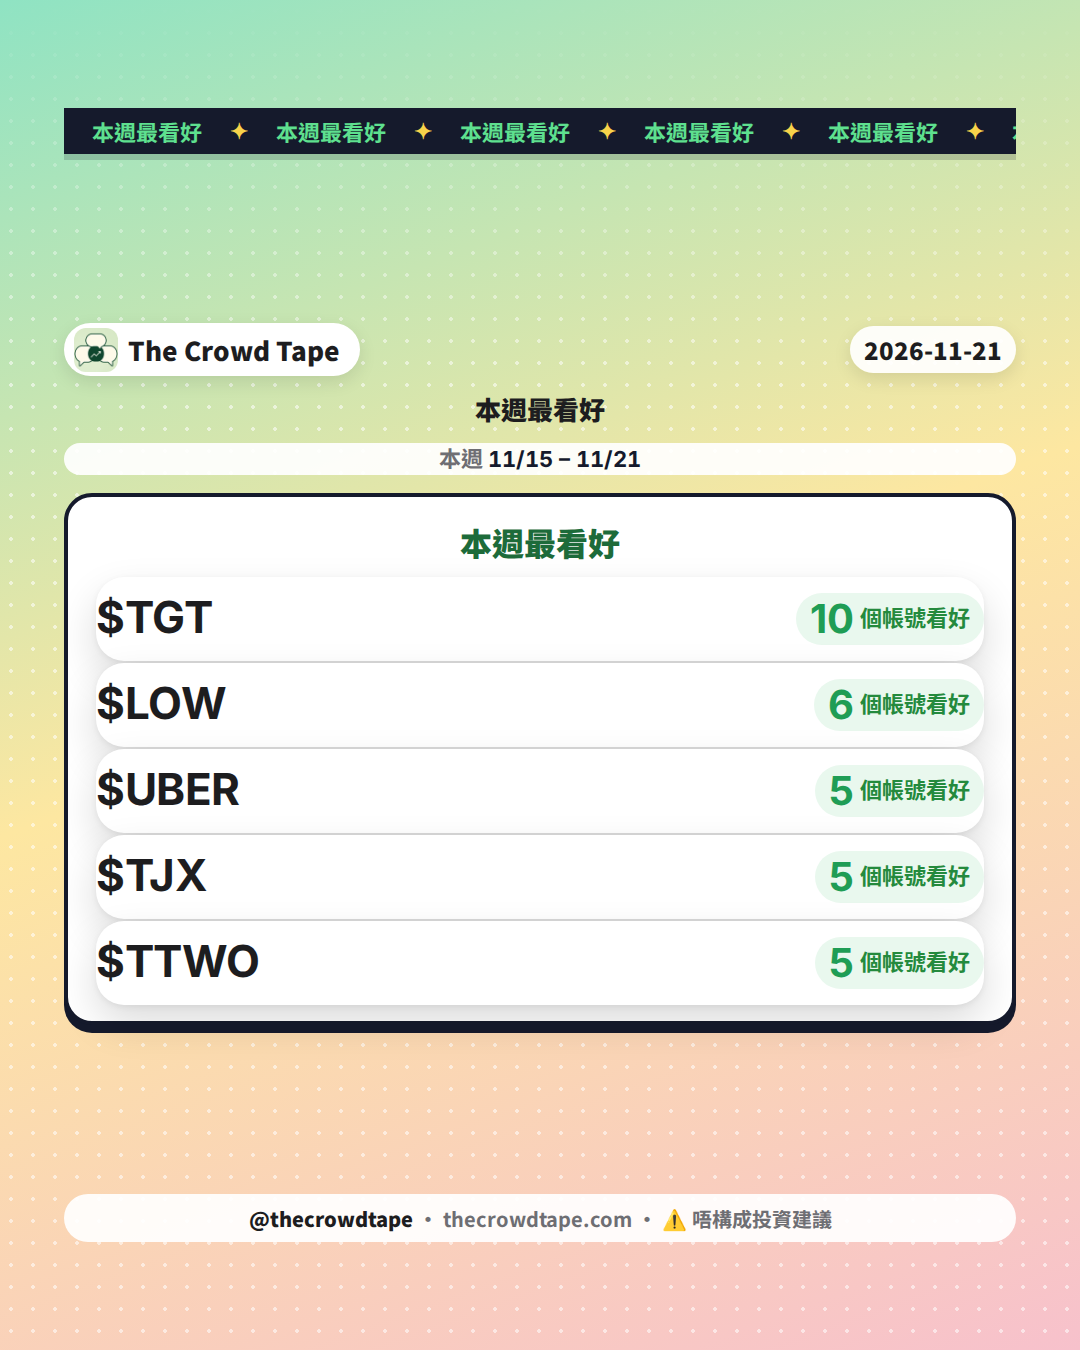 本週最看好 ✦ 本週最看好 ✦ 本週最看好 ✦ 本週最看好 ✦ 本週最看好 ✦
The Crowd Tape
2026-11-21
本週最看好
本週 11/15 – 11/21
本週最看好
$TGT 10 個帳號看好
$LOW 6 個帳號看好
$UBER 5 個帳號看好
$TJX 5 個帳號看好
$TTWO 5 個帳號看好
@thecrowdtape • thecrowdtape.com • ⚠️ 唔構成投資建議